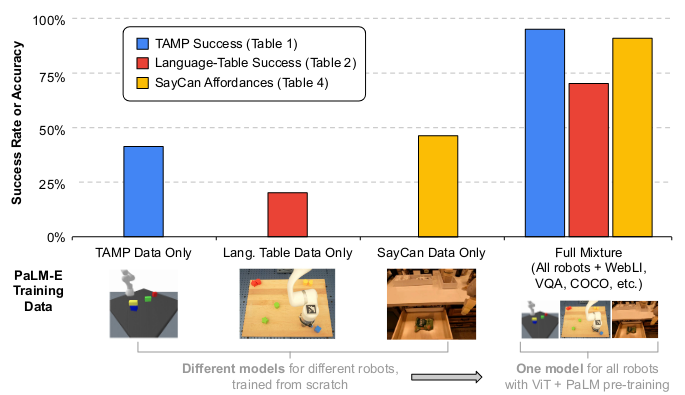 100%
75%
50%
25%
0%
Success Rate or Accuracy
TAMP Success (Table 1)
Language-Table Success (Table 2)
SayCan Affordances (Table 4)
TAMP Data Only
Lang. Table Data Only
SayCan Data Only
Full Mixture
(All robots + WebLI,
VQA, COCO, etc.)
PaLM-E
Training
Data
Different models for different robots,
trained from scratch
One model for all robots
with ViT + PaLM pre-training